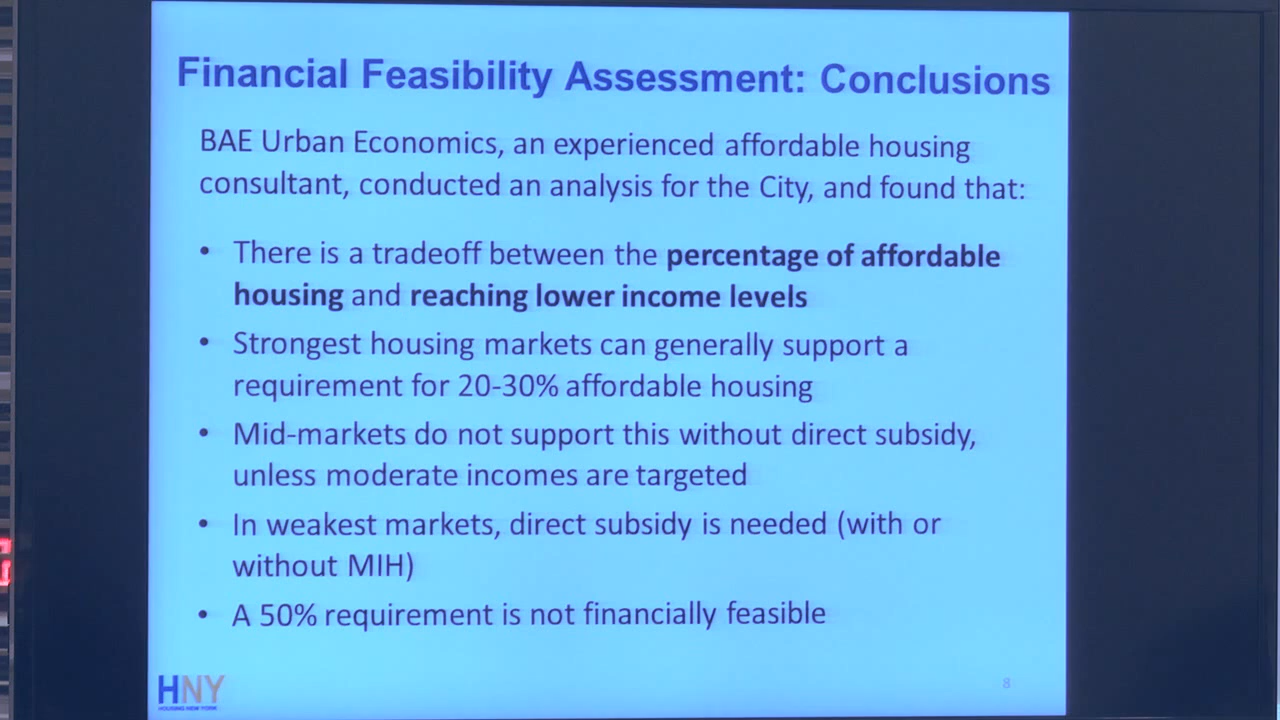 Financial Feasibility Assessment: Conclusions
BAE Urban Economics, an experienced affordable housing
consultant, conducted an analysis for the City, and found that:
• There is a tradeoff between the percentage of affordable
housing and reaching lower income levels
• Strongest housing markets can generally support a
requirement for 20-30% affordable housing
• Mid-markets do not support this without direct subsidy,
unless moderate incomes are targeted
• In weakest markets, direct subsidy is needed (with or
without MIH)
• A 50% requirement is not financially feasible
HNY
HOUSING NEW YORK
8